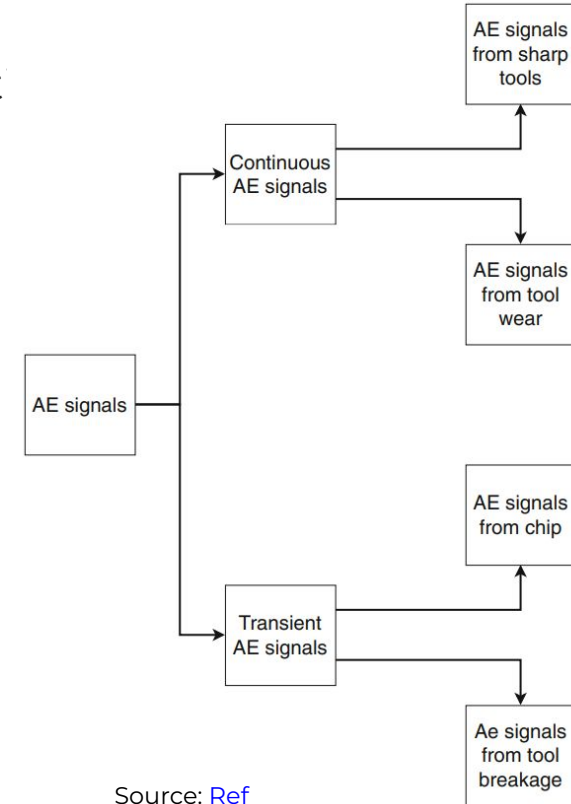 AE signals
from sharp
tools
Continuous
AE signals
AE signals
from tool
wear
AE signals
AE signals
from chip
Transient
AE signals
Ae signals
from tool
breakage
Source: Ref